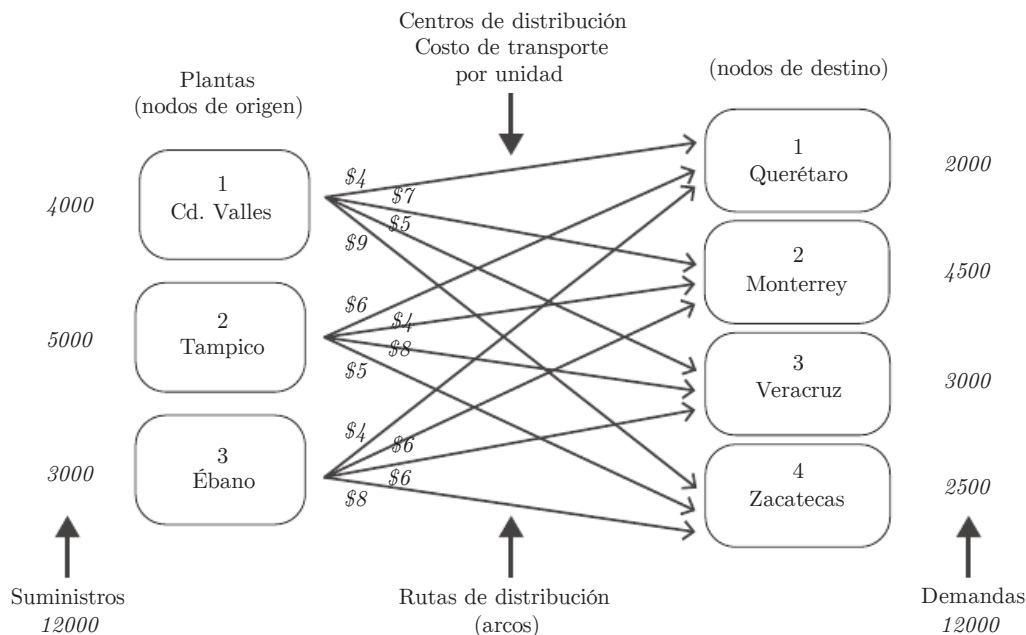 Centros de distribución
Costo de transporte
por unidad
(nodos de destino)
Plantas
(nodos de origen)
1
Cd. Valles
4000
2
Tampico
5000
3
Ébano
3000
$4
$7
$5
$9
$6
$4
$8
$5
$4
$6
$6
$8
1
Querétaro
2000
2
Monterrey
4500
3
Veracruz
3000
4
Zacatecas
2500
Suministros
12000
Rutas de distribución
(arcos)
Demandas
12000